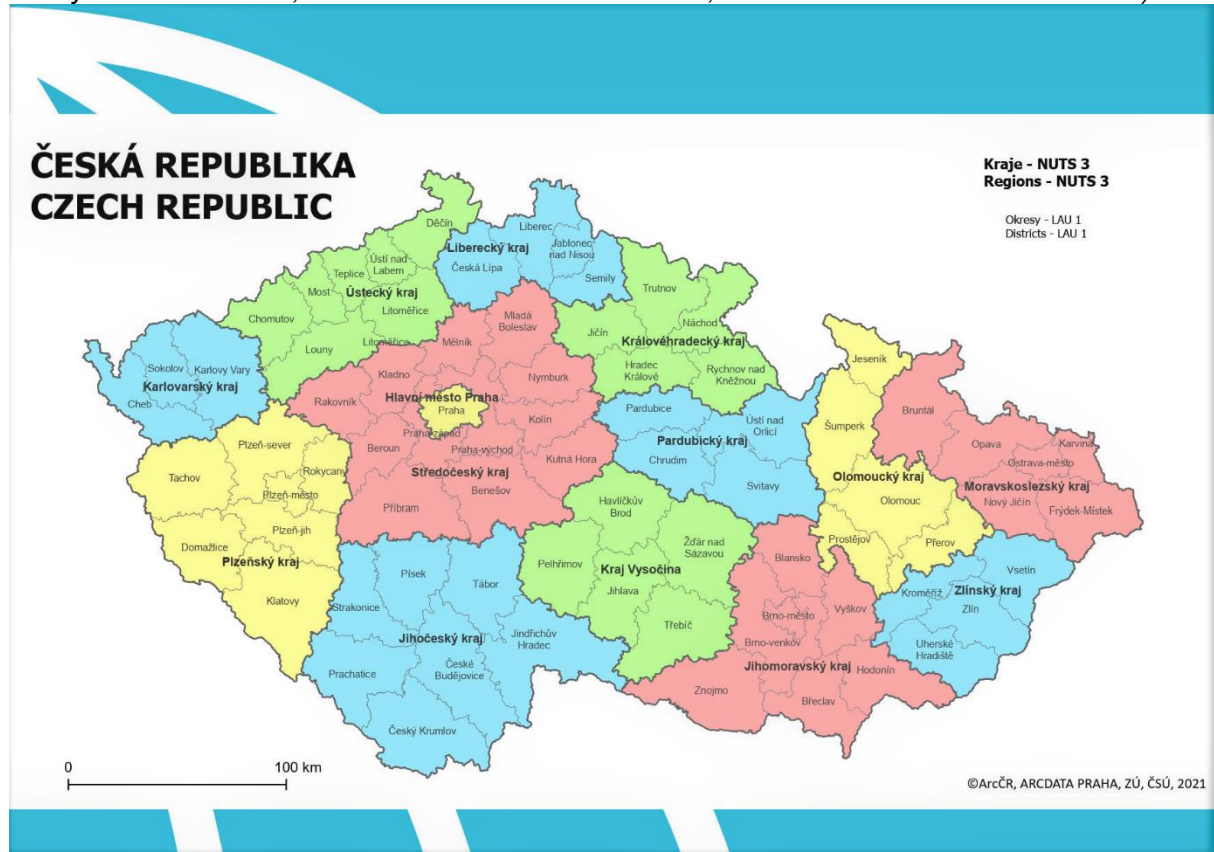 ČESKÁ REPUBLIKA
CZECH REPUBLIC
Kraje - NUTS 3
Regions - NUTS 3
Okresy - LAU 1
Districts - LAU 1
Děčín
Liberec
Liberecký kraj
Jablonec
nad Nisou
Česká Lípa
Semily
Ústí nad
Labem
Teplice
Most
Ústecký kraj
Litoměřice
Chomutov
Louny
Litoměřice
Trutnov
Náchod
Jičín
Královéhradecký kraj
Hradec
Králové
Rychnov nad
Kněžnou
Sokolov
Karlovy Vary
Karlovarský kraj
Cheb
Mladá
Boleslav
Mělník
Kladno
Nymburk
Rakovník
Hlavní město Praha
Praha
Kolín
Praha-západ
Beroun
Praha-východ
Kutná Hora
Středočeský kraj
Benešov
Příbram
Pardubice
Ústí nad
Orlicí
Pardubický kraj
Chrudim
Svitavy
Jeseník
Šumperk
Olomoucký kraj
Olomouc
Prostějov
Přerov
Bruntál
Opava
Karviná
Ostrava-město
Moravskoslezský kraj
Nový Jičín
Frýdek-Místek
Plzeň-sever
Tachov
Rokycany
Plzeň-město
Plzeň-jih
Domažlice
Plzeňský kraj
Klatovy
Havlíčkův
Brod
Žďár nad
Sázavou
Pelhřimov
Kraj Vysočina
Jihlava
Třebíč
Písek
Tábor
Strakonice
Jihočeský kraj
Jindřichův
Hradec
Prachatice
České
Budějovice
Český Krumlov
Blansko
Brno-město
Vyškov
Brno-venkov
Jihomoravský kraj
Hodonín
Znojmo
Břeclav
Vsetín
Kroměříž
Zlínský kraj
Zlín
Uherské
Hradiště
0 100 km
©ArcČR, ARCDATA PRAHA, ZÚ, ČSÚ, 2021